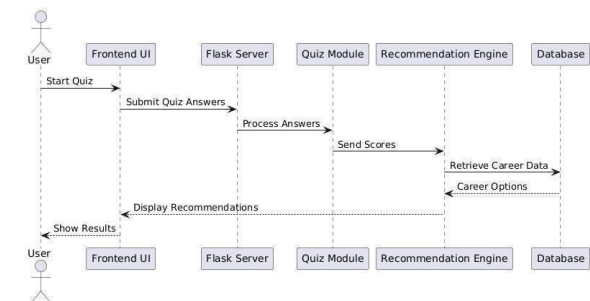 User
Frontend UI
Flask Server
Quiz Module
Recommendation Engine
Database
Start Quiz
Submit Quiz Answers
Process Answers
Send Scores
Retrieve Career Data
Career Options
Display Recommendations
Show Results
User
Frontend UI
Flask Server
Quiz Module
Recommendation Engine
Database